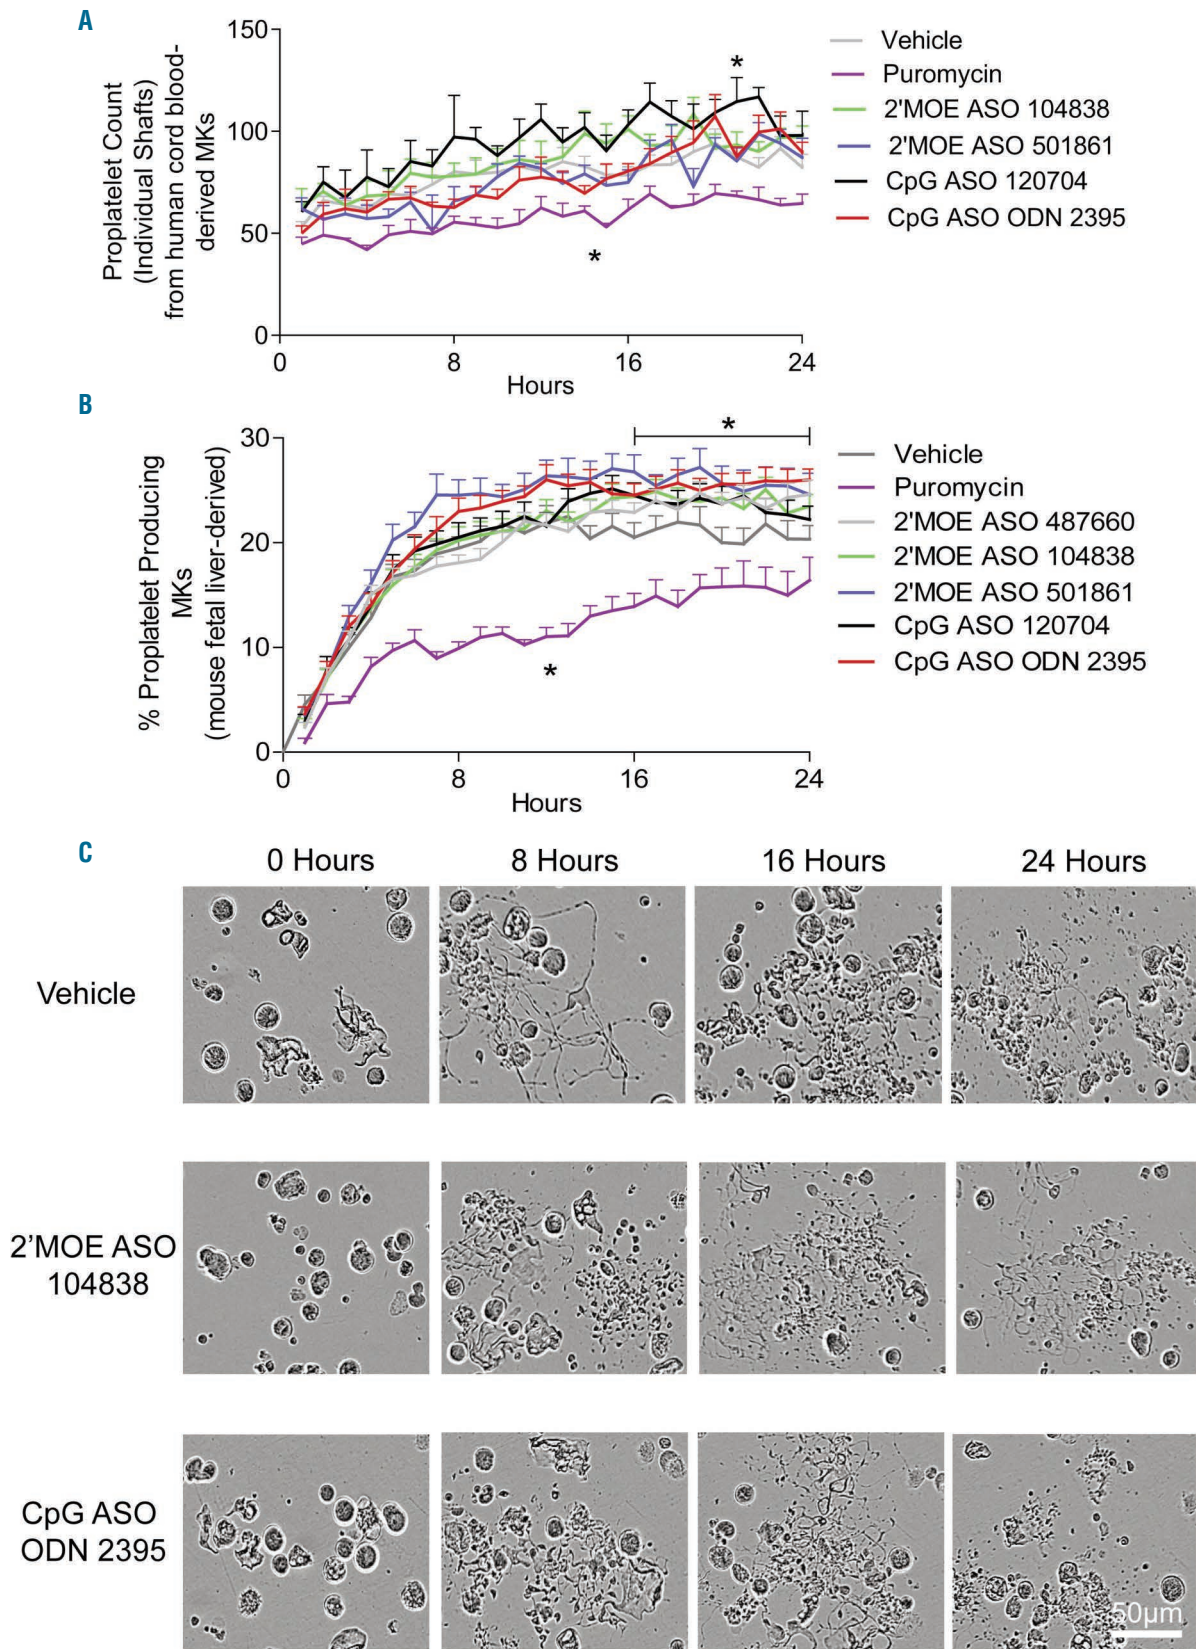 A
Proplatelet Count
(Individual Shafts)
from human cord blood-
derived MKs
150
100
50
0
*
*
0
8
16
24
Hours
Vehicle
Puromycin
2'MOE ASO 104838
2'MOE ASO 501861
CpG ASO 120704
CpG ASO ODN 2395
B
% Proplatelet Producing
MKs
(mouse fetal liver-derived)
30
20
10
0
*
*
0
8
16
24
Hours
Vehicle
Puromycin
2'MOE ASO 487660
2'MOE ASO 104838
2'MOE ASO 501861
CpG ASO 120704
CpG ASO ODN 2395
C
0 Hours
8 Hours
16 Hours
24 Hours
Vehicle
2’MOE ASO
104838
CpG ASO
ODN 2395
50µm